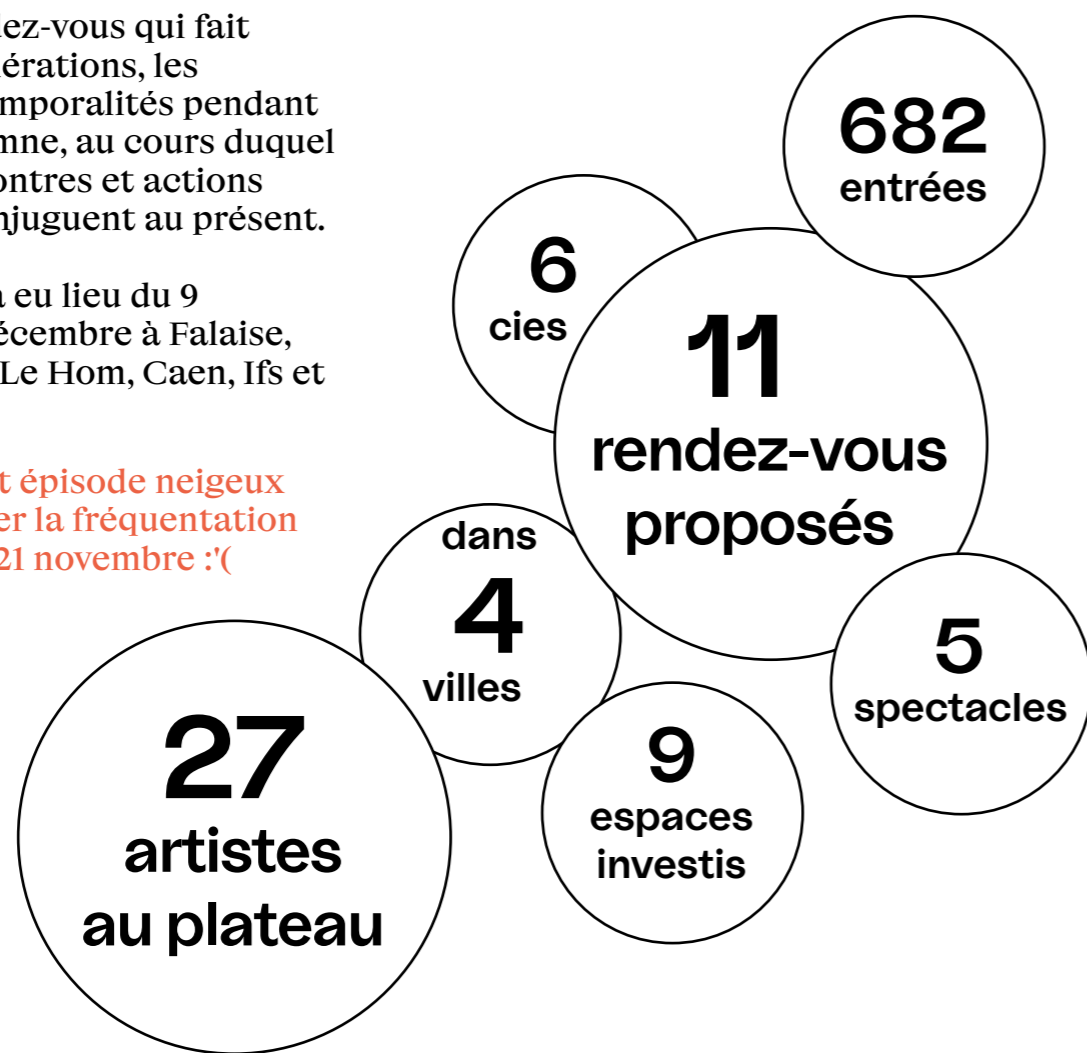 dez-vous qui fait
nérations, les
mporalités pendant
mne, au cours duquel
ontres et actions
njuguent au présent.
a eu lieu du 9
écembre à Falaise,
Le Hom, Caen, Ifs et
t épisode neigeux
er la fréquentation
21 novembre :'(
682
entrées
6
cies
11
rendez-vous
proposés
dans
4
villes
5
spectacles
9
espaces
investis
27
artistes
au plateau